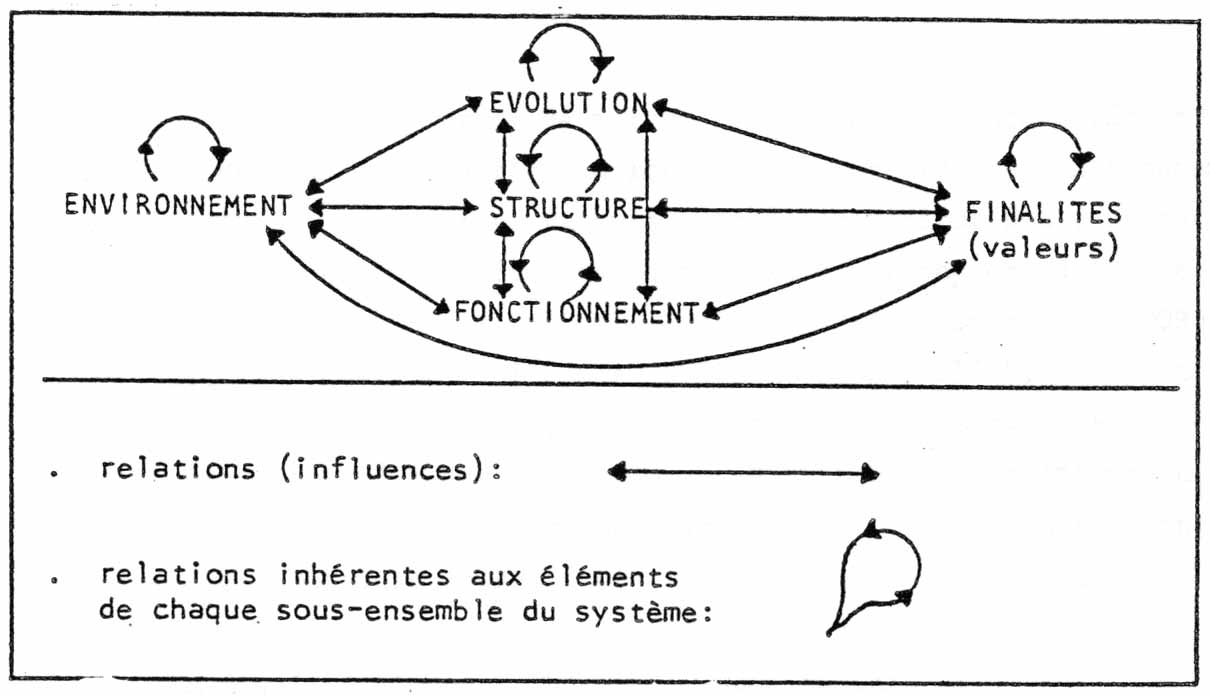 EVOLUTION
ENVIRONNEMENT
STRUCTURE
FINALITES
(valeurs)
FONCTIONNEMENT
. relations (influences):
. relations inhérentes aux éléments
de chaque sous-ensemble du système: